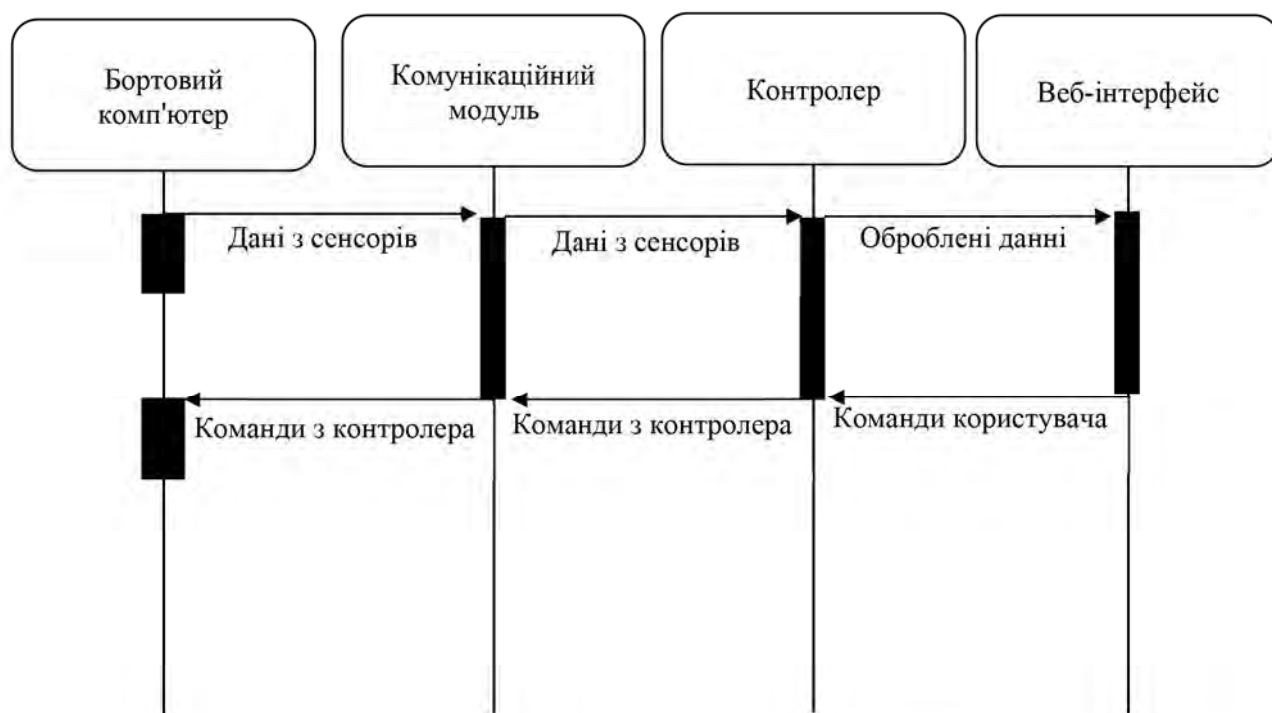 Бортовий
комп'ютер
Комунікаційний
модуль
Контролер
Веб-інтерфейс
Дані з сенсорів
Дані з сенсорів
Оброблені данні
Команди з контролера
Команди з контролера
Команди користувача